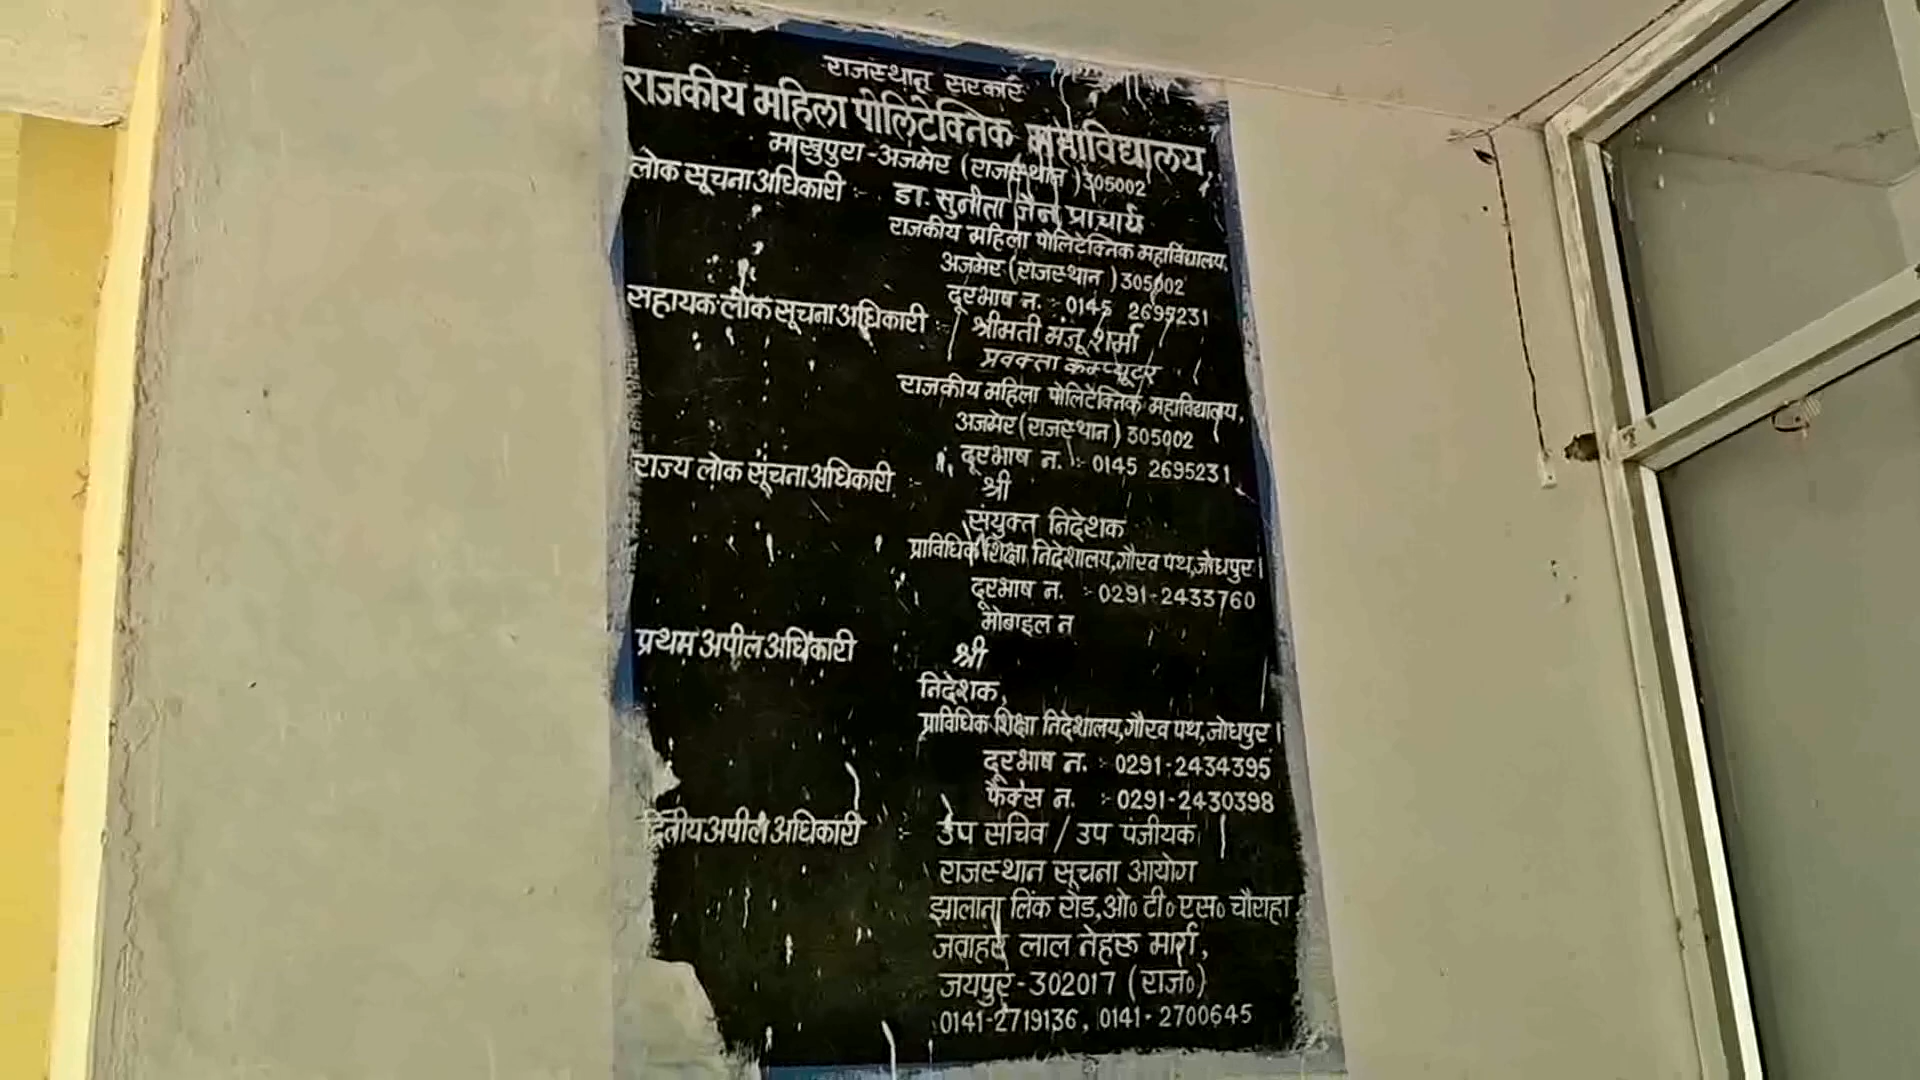 राजस्थान सरकार
राजकीय महिला पोलिटेक्निक महाविद्यालय,
माखुपुरा-अजमेर (राजस्थान) 305002
लोक सूचना अधिकारी :- डा. सुनीता जैन प्राचार्य
राजकीय महिला पोलिटेक्निक महाविद्यालय,
अजमेर (राजस्थान) 305002
दूरभाष न. :- 0145 2695231
सहायक लोक सूचना अधिकारी :- श्रीमती मंजू शर्मा
प्रवक्ता कम्प्यूटर
राजकीय महिला पोलिटेक्निक महाविद्यालय,
अजमेर (राजस्थान) 305002
दूरभाष न. :- 0145 2695231
राज्य लोक सूचना अधिकारी :- श्री
संयुक्त निदेशक
प्राविधिक शिक्षा निदेशालय, गौरव पथ, जोधपुर।
दूरभाष न. :- 0291-2433760
मोबाइल न
प्रथम अपील अधिकारी श्री
निदेशक,
प्राविधिक शिक्षा निदेशालय, गौरव पथ, जोधपुर।
दूरभाष न. :- 0291-2434395
फैक्स न. :- 0291-2430398
द्वितीय अपील अधिकारी :- उप सचिव / उप पंजीयक
राजस्थान सूचना आयोग
झालाना लिंक रोड, ओ० टी० एस० चौराहा
जवाहर लाल नेहरू मार्ग,
जयपुर-302017 (राज०)
0141-2719136, 0141-2700645